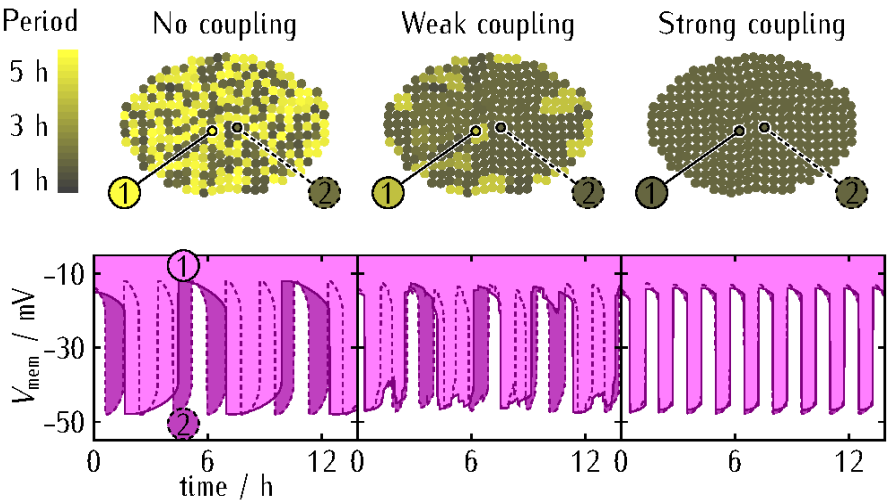 Period
No coupling
Weak coupling
Strong coupling
5 h
3 h
1 h
1
2
1
2
1
2
1
−10
−30
−50
Vmem / mV
2
0
6
12
0
6
12
0
6
12
time / h